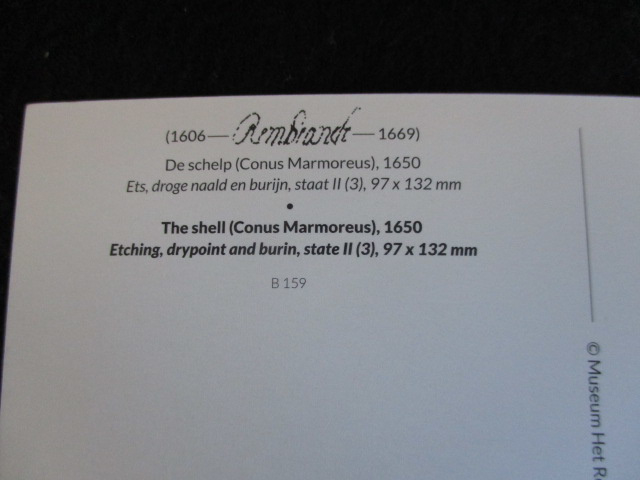 (1606— Rembrandt —1669)
De schelp (Conus Marmoreus), 1650
Ets, droge naald en burijn, staat II (3), 97 x 132 mm
•
The shell (Conus Marmoreus), 1650
Etching, drypoint and burin, state II (3), 97 x 132 mm
B 159
© Museum Het